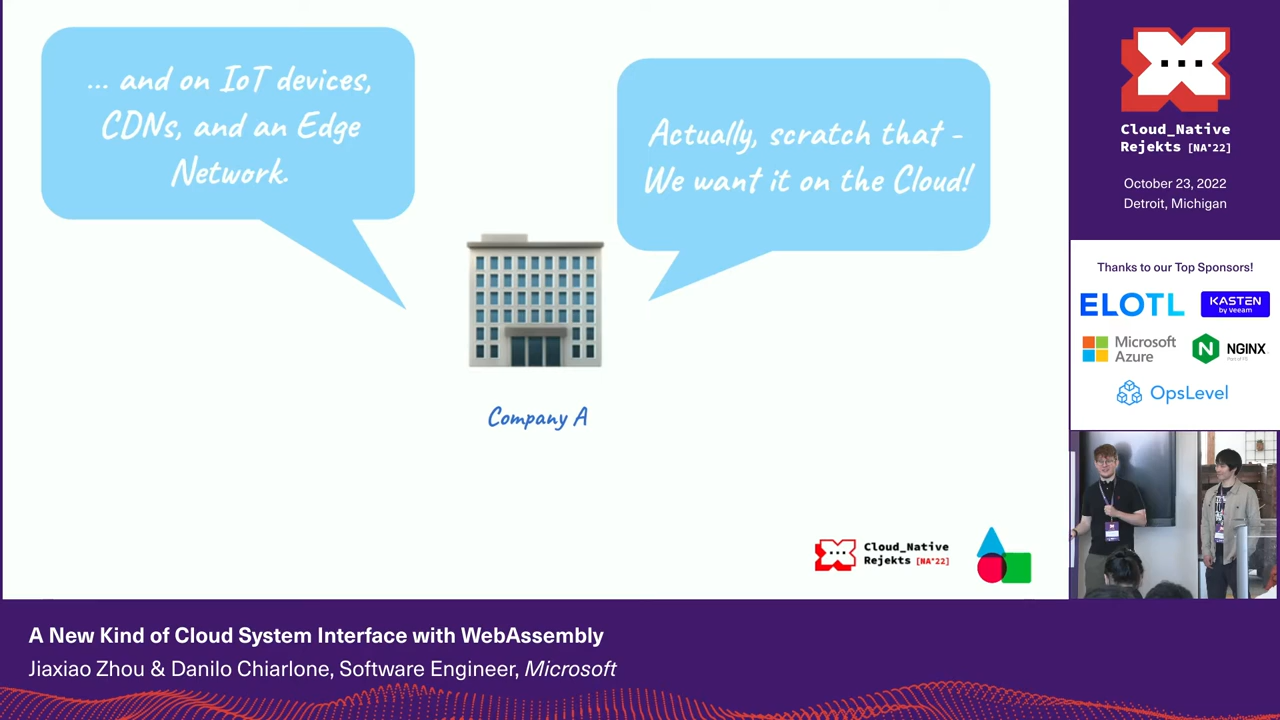 ... and on IoT devices,
CDNs, and an Edge
Network.
Actually, scratch that -
We want it on the Cloud!
Company A
Cloud_Native
Rejekts [NA'22]
Cloud_Native
Rejekts [NA'22]
October 23, 2022
Detroit, Michigan
Thanks to our Top Sponsors!
ELOTL
KASTEN
by Veeam
Microsoft
Azure
NGINX
Part of F5
OpsLevel
A New Kind of Cloud System Interface with WebAssembly
Jiaxiao Zhou & Danilo Chiarlone, Software Engineer, Microsoft